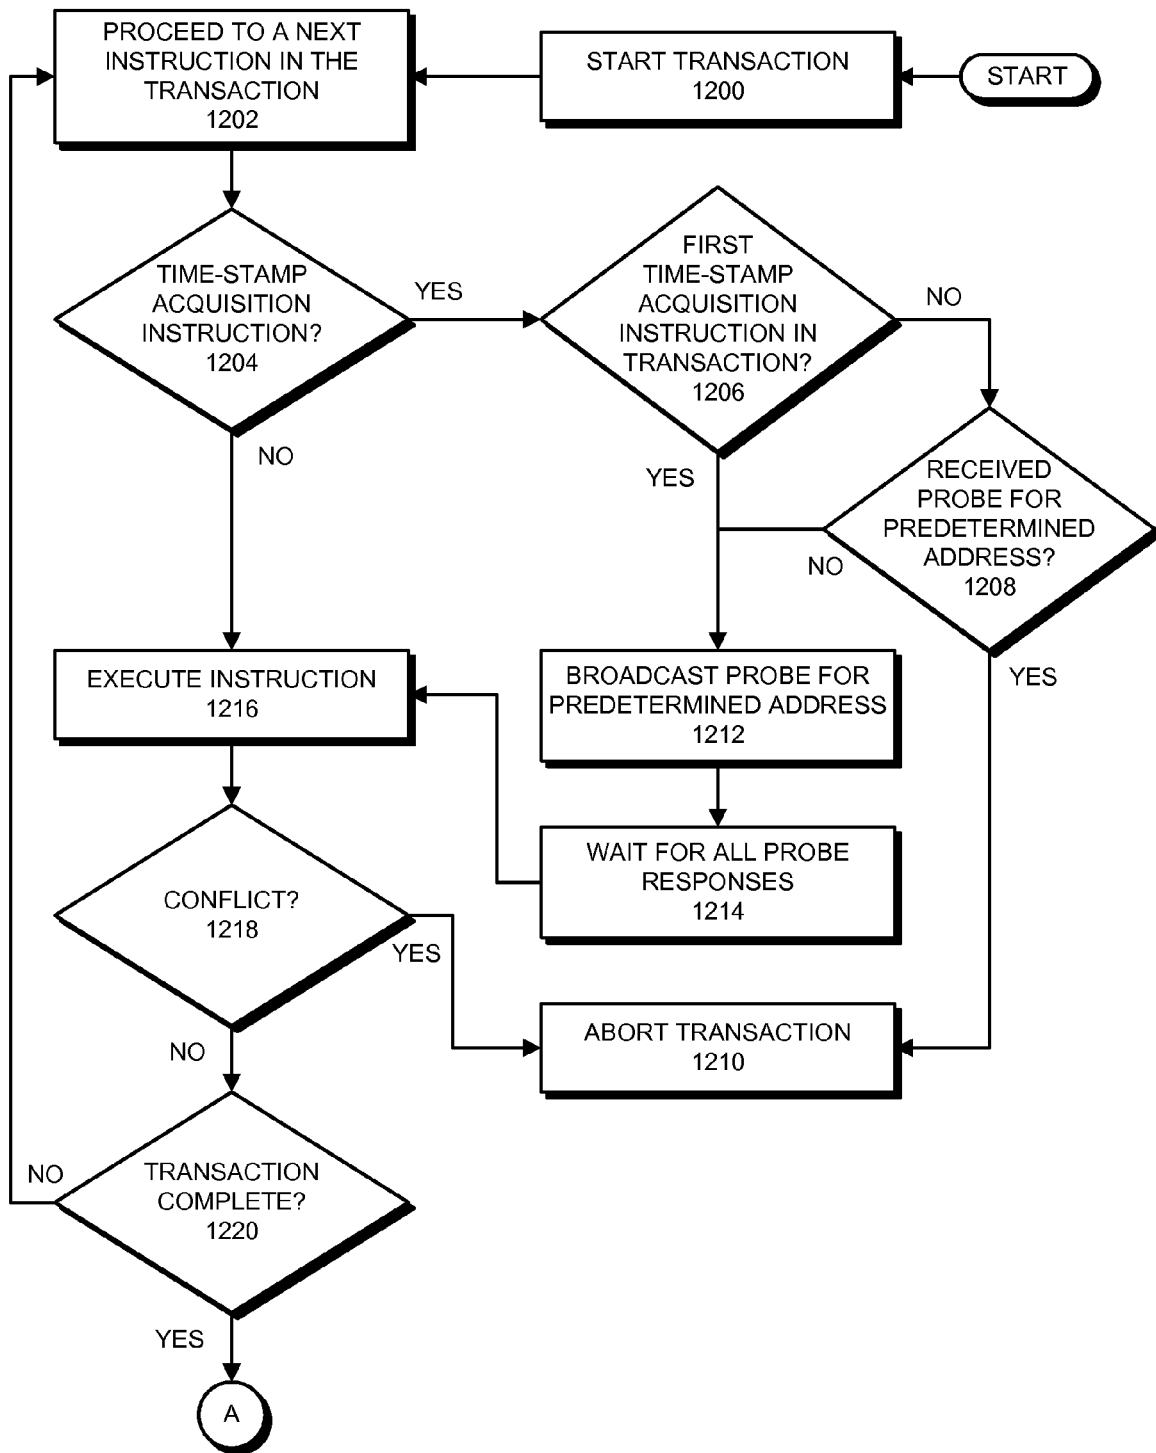 PROCEED TO A NEXT
INSTRUCTION IN THE
TRANSACTION
1202
START TRANSACTION
1200
START
TIME-STAMP
ACQUISITION
INSTRUCTION?
1204
YES
NO
FIRST
TIME-STAMP
ACQUISITION
INSTRUCTION IN
TRANSACTION?
1206
NO
YES
RECEIVED
PROBE FOR
PREDETERMINED
ADDRESS?
1208
NO
YES
EXECUTE INSTRUCTION
1216
BROADCAST PROBE FOR
PREDETERMINED ADDRESS
1212
WAIT FOR ALL PROBE
RESPONSES
1214
CONFLICT?
1218
YES
NO
ABORT TRANSACTION
1210
TRANSACTION
COMPLETE?
1220
NO
YES
A